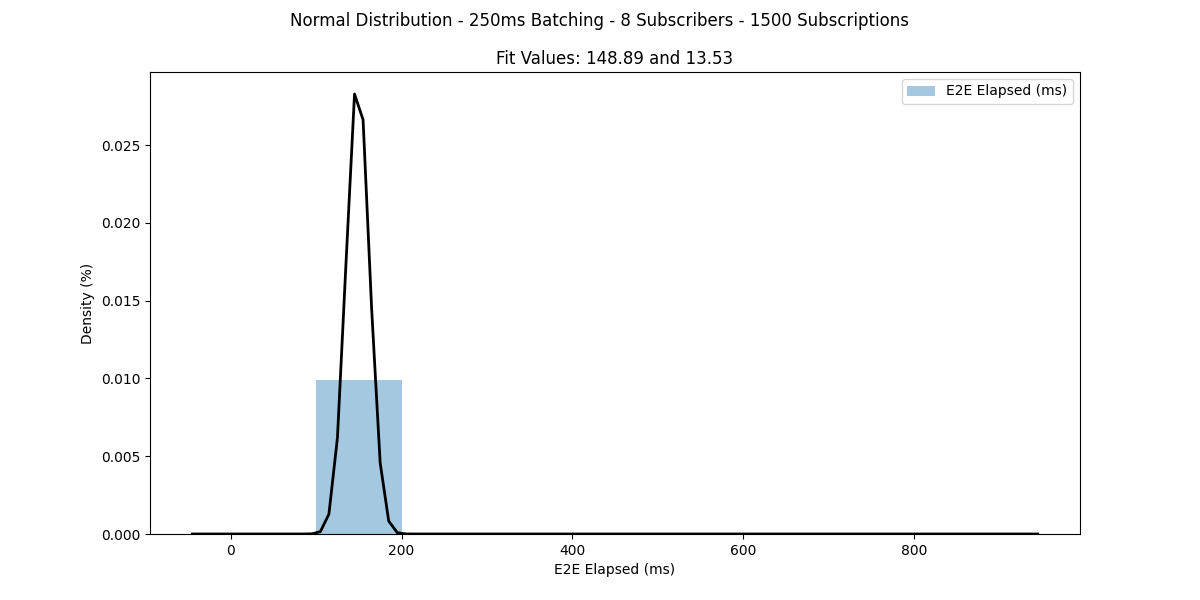 Normal Distribution - 250ms Batching - 8 Subscribers - 1500 Subscriptions
Fit Values: 148.89 and 13.53
E2E Elapsed (ms)
0.025
0.020
0.015
0.010
0.005
0.000
Density (%)
0 200 400 600 800
E2E Elapsed (ms)